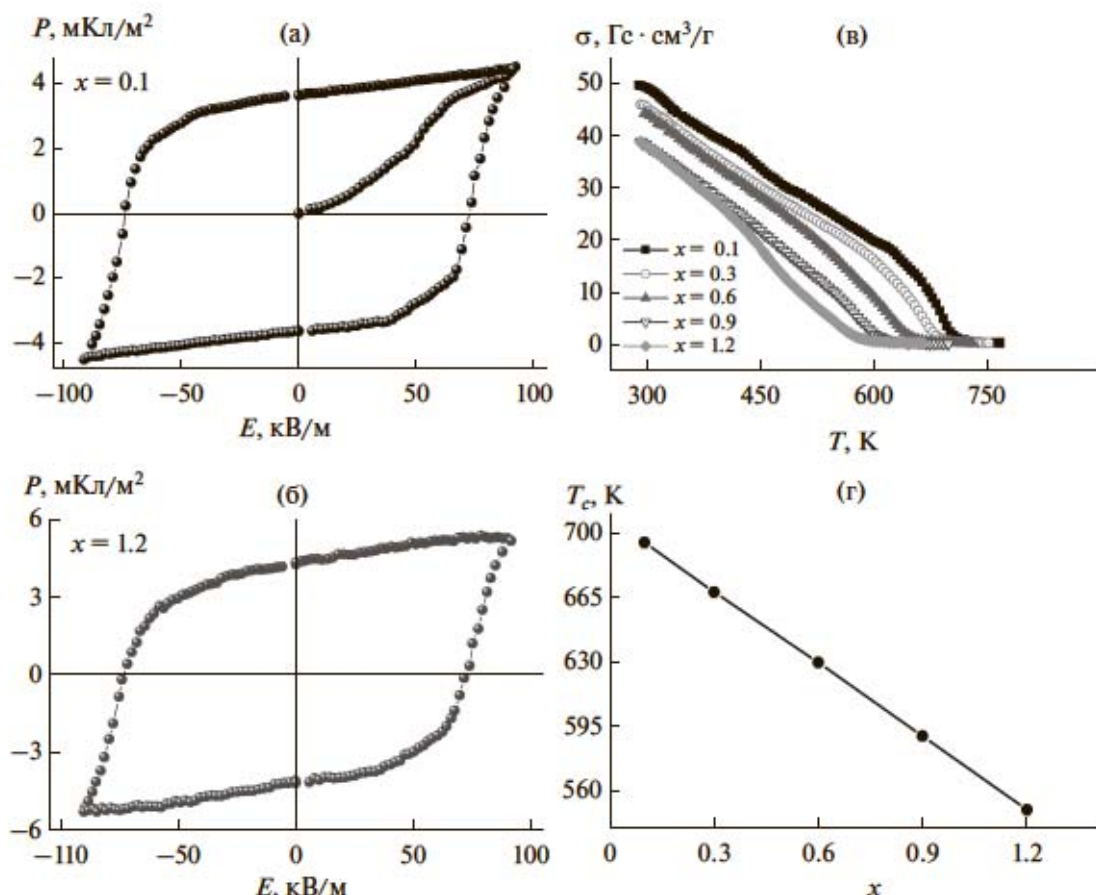 P, мКл/м²
(а)
x = 0.1
4
2
0
−2
−4
−100
−50
0
50
100
E, кВ/м
σ, Гс · см³/г
(в)
50
40
30
20
10
0
x = 0.1
x = 0.3
x = 0.6
x = 0.9
x = 1.2
300
450
600
750
T, К
P, мКл/м²
(б)
x = 1.2
6
3
0
−3
−6
−110
−50
0
50
100
E, кВ/м
T_c, К
(г)
700
665
630
595
560
0
0.3
0.6
0.9
1.2
x